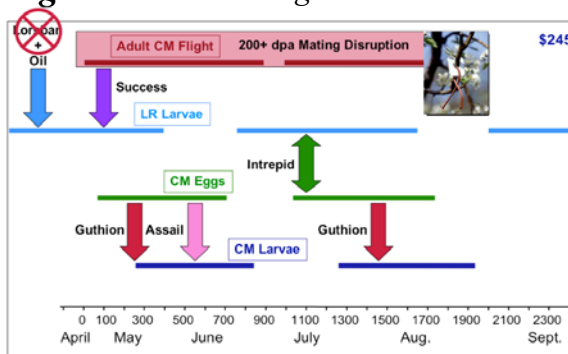 Lorsban
+
Oil
Adult CM Flight 200+ dpa Mating Disruption
$245
Success
LR Larvae
Intrepid
CM Eggs
Guthion Assail Guthion
CM Larvae
0 100 300 500 700 900 1100 1300 1500 1700 1900 2100 2300
April May June July Aug. Sept.